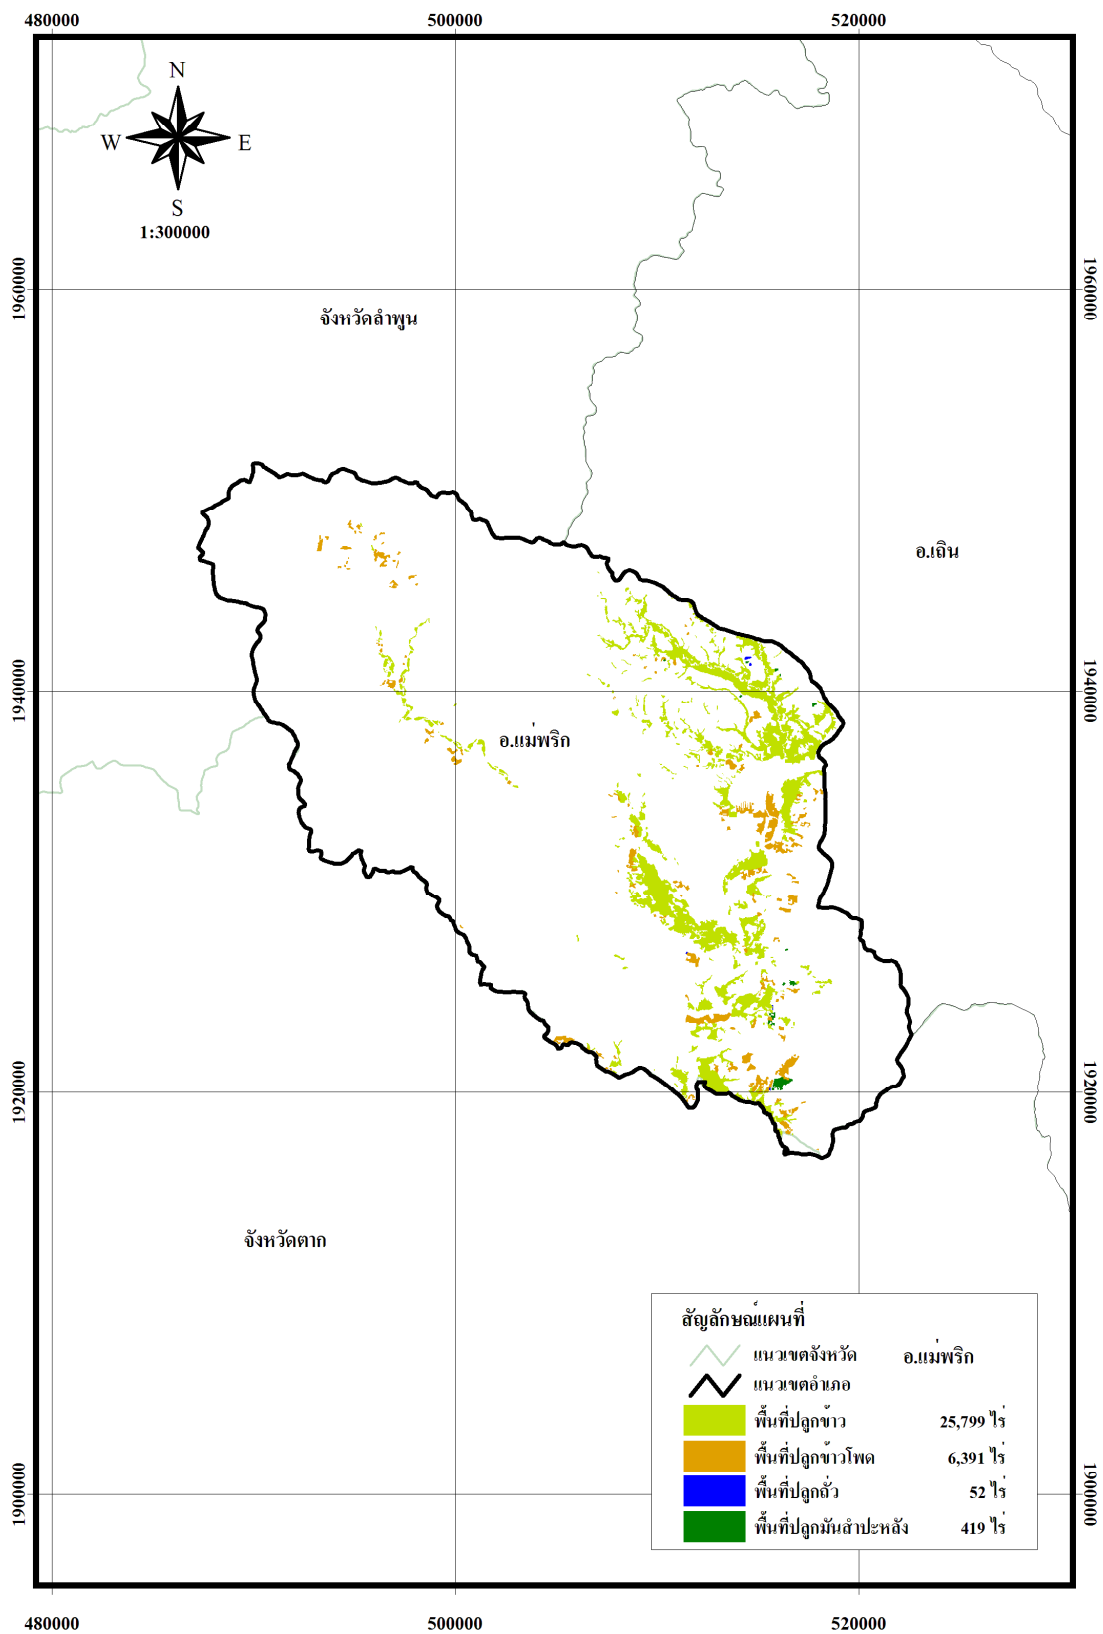 480000 500000 520000
N
W E
S
1:300000
1960000 1960000
จังหวัดลำพูน
อ.เถิน
1940000 1940000
อ.แม่พริก
1920000 1920000
จังหวัดตาก
สัญลักษณ์แผนที่
แนวเขตจังหวัด อ.แม่พริก
แนวเขตอำเภอ
พื้นที่ปลูกข้าว 25,799 ไร่
พื้นที่ปลูกข้าวโพด 6,391 ไร่
พื้นที่ปลูกถั่ว 52 ไร่
พื้นที่ปลูกมันสำปะหลัง 419 ไร่
1900000 1900000
480000 500000 520000